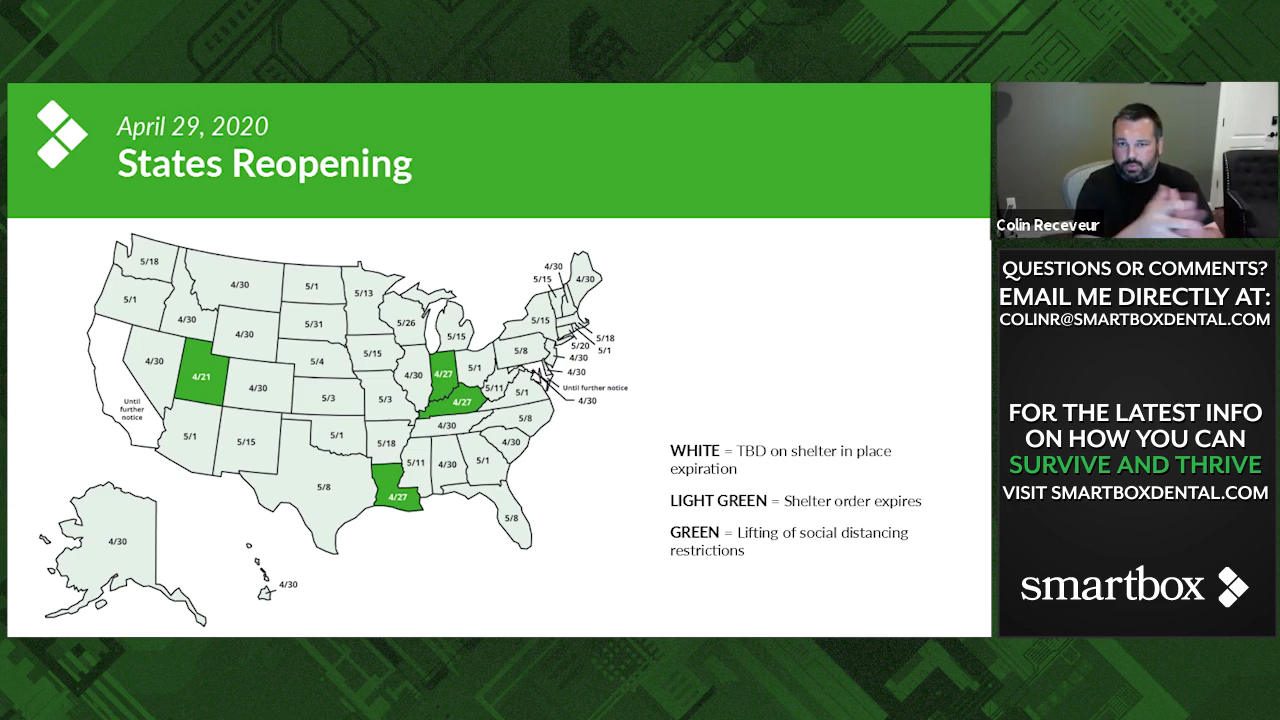 April 29, 2020
States Reopening
5/18
5/1
4/30
4/30
4/30
5/1
5/31
5/13
5/26
5/15
4/30
5/15
4/30
5/15
5/18
5/20
5/1
4/30
4/30
Until further notice
4/30
5/8
5/1
4/27
4/30
5/15
5/4
4/30
4/21
4/30
Until
further
notice
5/3
5/3
4/27
5/11
5/1
5/8
4/30
4/30
5/1
5/15
5/1
5/18
5/11
4/30
5/1
5/8
4/27
5/8
4/30
4/30
WHITE = TBD on shelter in place
expiration
LIGHT GREEN = Shelter order expires
GREEN = Lifting of social distancing
restrictions
Colin Receveur
QUESTIONS OR COMMENTS?
EMAIL ME DIRECTLY AT:
COLINR@SMARTBOXDENTAL.COM
FOR THE LATEST INFO
ON HOW YOU CAN
SURVIVE AND THRIVE
VISIT SMARTBOXDENTAL.COM
smartbox